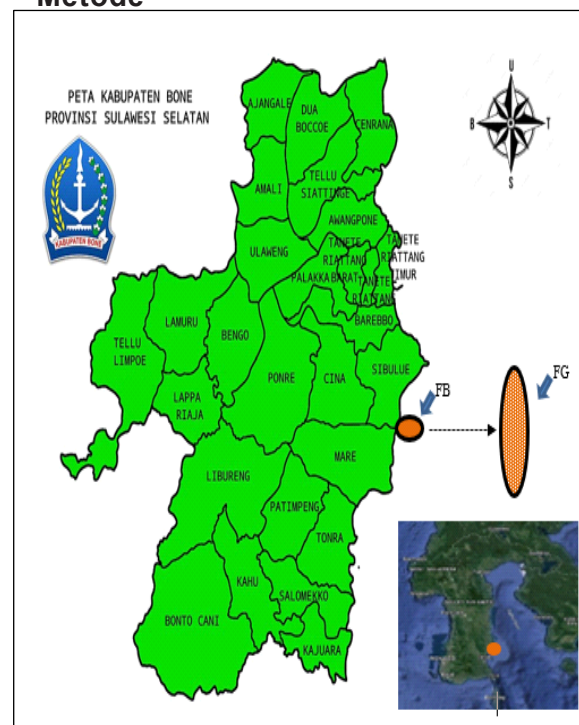 Metode
PETA KABUPATEN BONE
PROVINSI SULAWESI SELATAN
KABUPATEN BONE
U
B
T
S
AJANGALE
DUA
BOCCOE
CENRANA
TELLU
SIATTINGE
AMALI
AWANGPONE
ULAWENG
TANETE
RIATTANG
BARAT
TANETE
RIATTANG
TIMUR
PALAKKA
TANETE
RIATTANG
BAREBBO
LAMURU
BENGO
TELLU
LIMPOE
PONRE
CINA
SIBULUE
LAPPA
RIAJA
FB
FG
MARE
LIBURENG
PATIMPENG
TONRA
KAHU
SALOMEKKO
BONTO CANI
KAJUARA